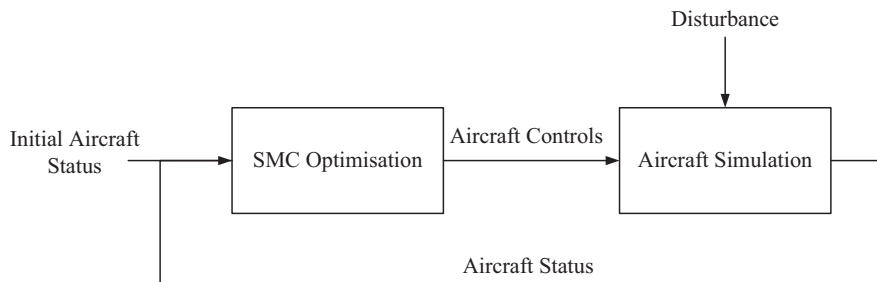 Disturbance
Initial Aircraft
Status
SMC Optimisation
Aircraft Controls
Aircraft Simulation
Aircraft Status